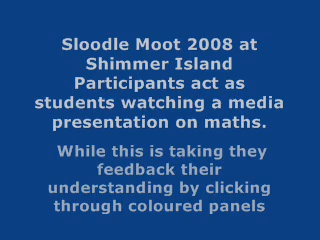 Sloodle Moot 2008 at
Shimmer Island
Participants act as
students watching a media
presentation on maths.
While this is taking they
feedback their
understanding by clicking
through coloured panels